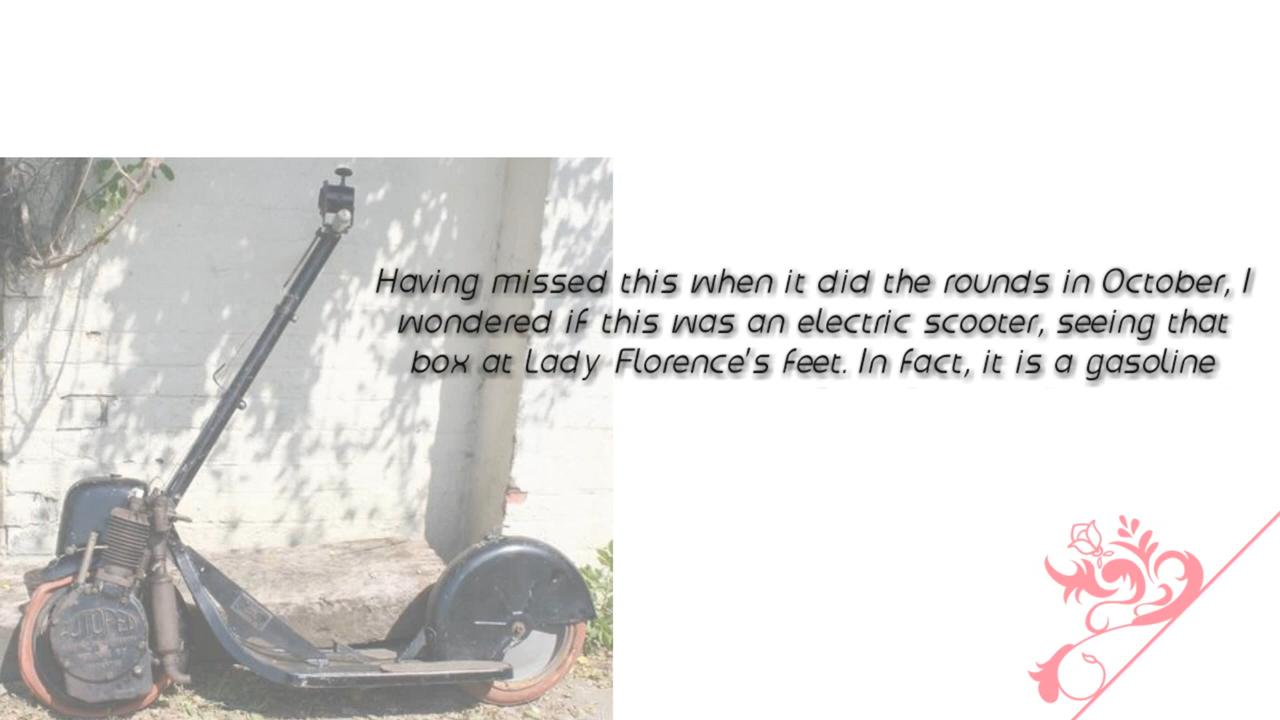 Having missed this when it did the rounds in October, I
wondered if this was an electric scooter, seeing that
box at Lady Florence's feet. In fact, it is a gasoline
AUTOPED